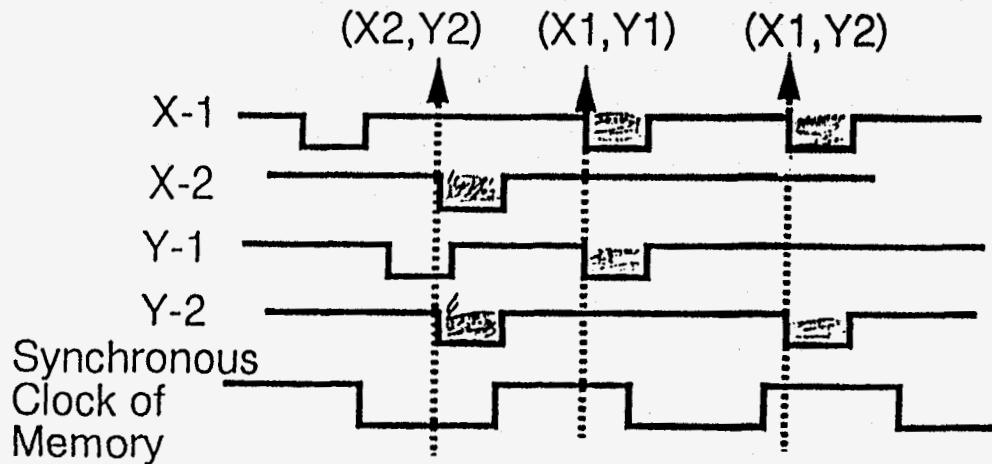 (X2,Y2) (X1,Y1) (X1,Y2)
X-1
X-2
Y-1
Y-2
Synchronous
Clock of
Memory